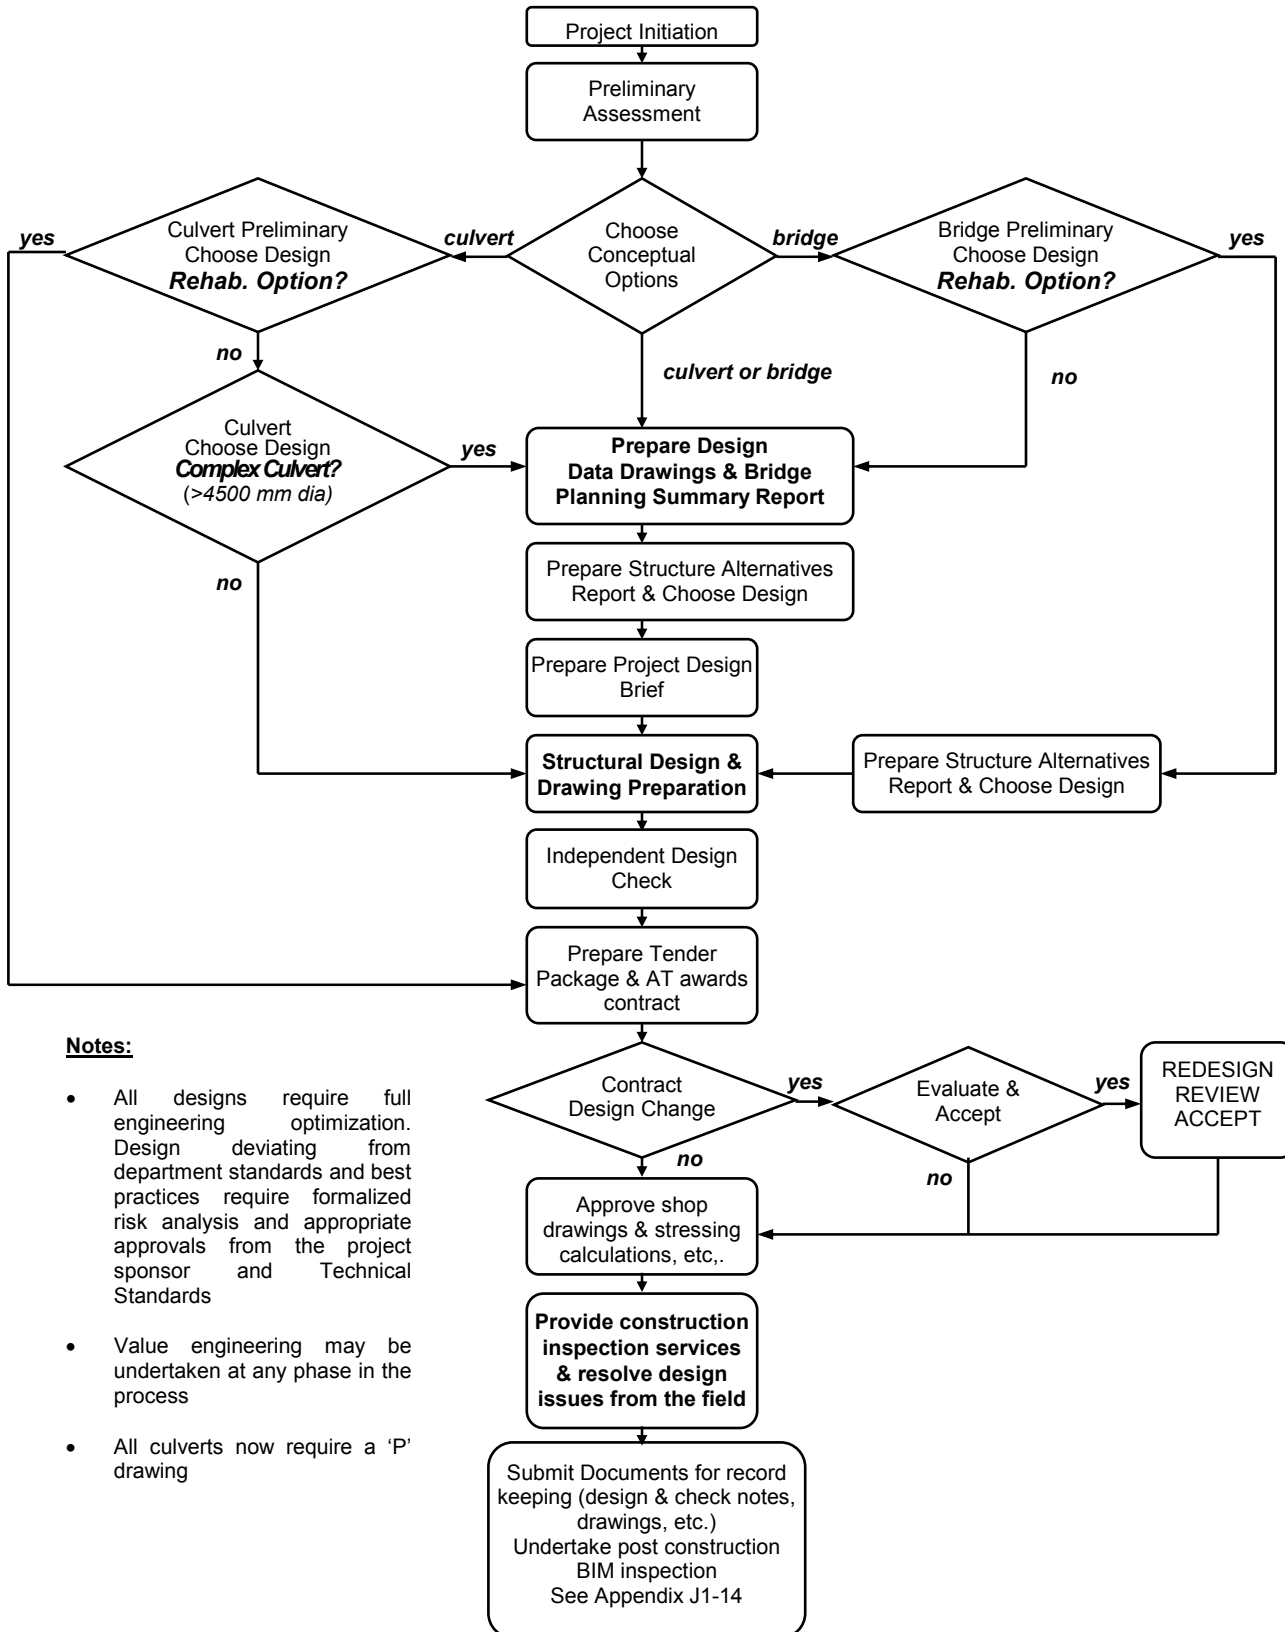 Project Initiation
Preliminary
Assessment
yes
Culvert Preliminary
Choose Design
Rehab. Option?
culvert
Choose
Conceptual
Options
bridge
Bridge Preliminary
Choose Design
Rehab. Option?
yes
no
culvert or bridge
no
Culvert
Choose Design
Complex Culvert?
(>4500 mm dia)
yes
Prepare Design
Data Drawings & Bridge
Planning Summary Report
no
Prepare Structure Alternatives
Report & Choose Design
Prepare Project Design
Brief
Structural Design &
Drawing Preparation
Prepare Structure Alternatives
Report & Choose Design
Independent Design
Check
Prepare Tender
Package & AT awards
contract
Notes:
• All designs require full
engineering optimization.
Design deviating from
department standards and best
practices require formalized
risk analysis and appropriate
approvals from the project
sponsor and Technical
Standards
• Value engineering may be
undertaken at any phase in the
process
• All culverts now require a ‘P’
drawing
Contract
Design Change
yes
Evaluate &
Accept
yes
REDESIGN
REVIEW
ACCEPT
no
no
Approve shop
drawings & stressing
calculations, etc,.
Provide construction
inspection services
& resolve design
issues from the field
Submit Documents for record
keeping (design & check notes,
drawings, etc.)
Undertake post construction
BIM inspection
See Appendix J1-14